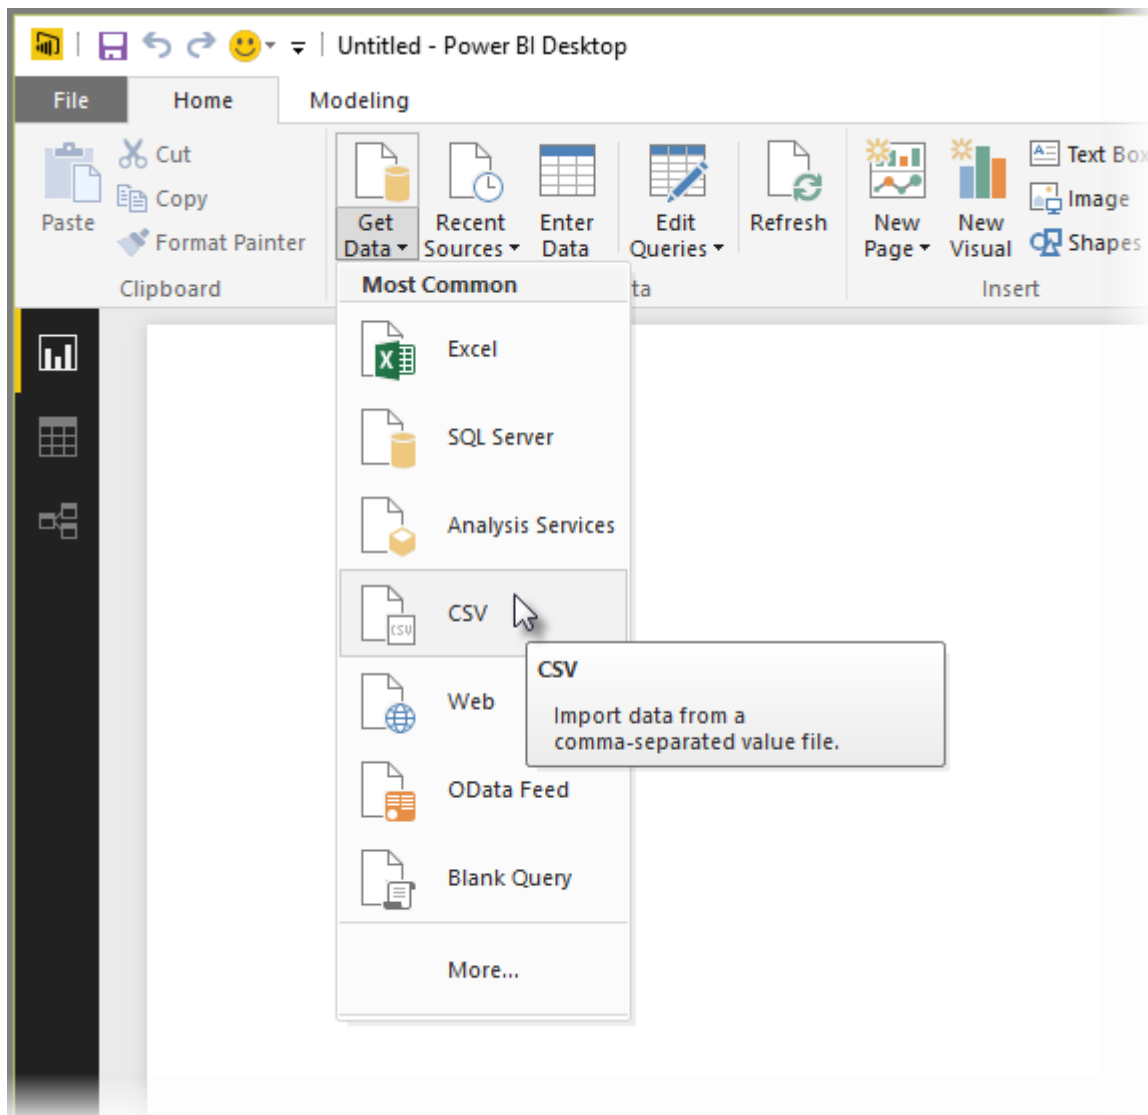 Untitled - Power BI Desktop
File Home Modeling
Cut
Copy
Format Painter
Paste
Get Data
Recent Sources
Enter Data
Edit Queries
Refresh
New Page
New Visual
Text Box
Image
Shapes
Clipboard
ta
Insert
Most Common
Excel
SQL Server
Analysis Services
CSV
CSV
CSV
Import data from a
comma-separated value file.
Web
OData Feed
Blank Query
More...